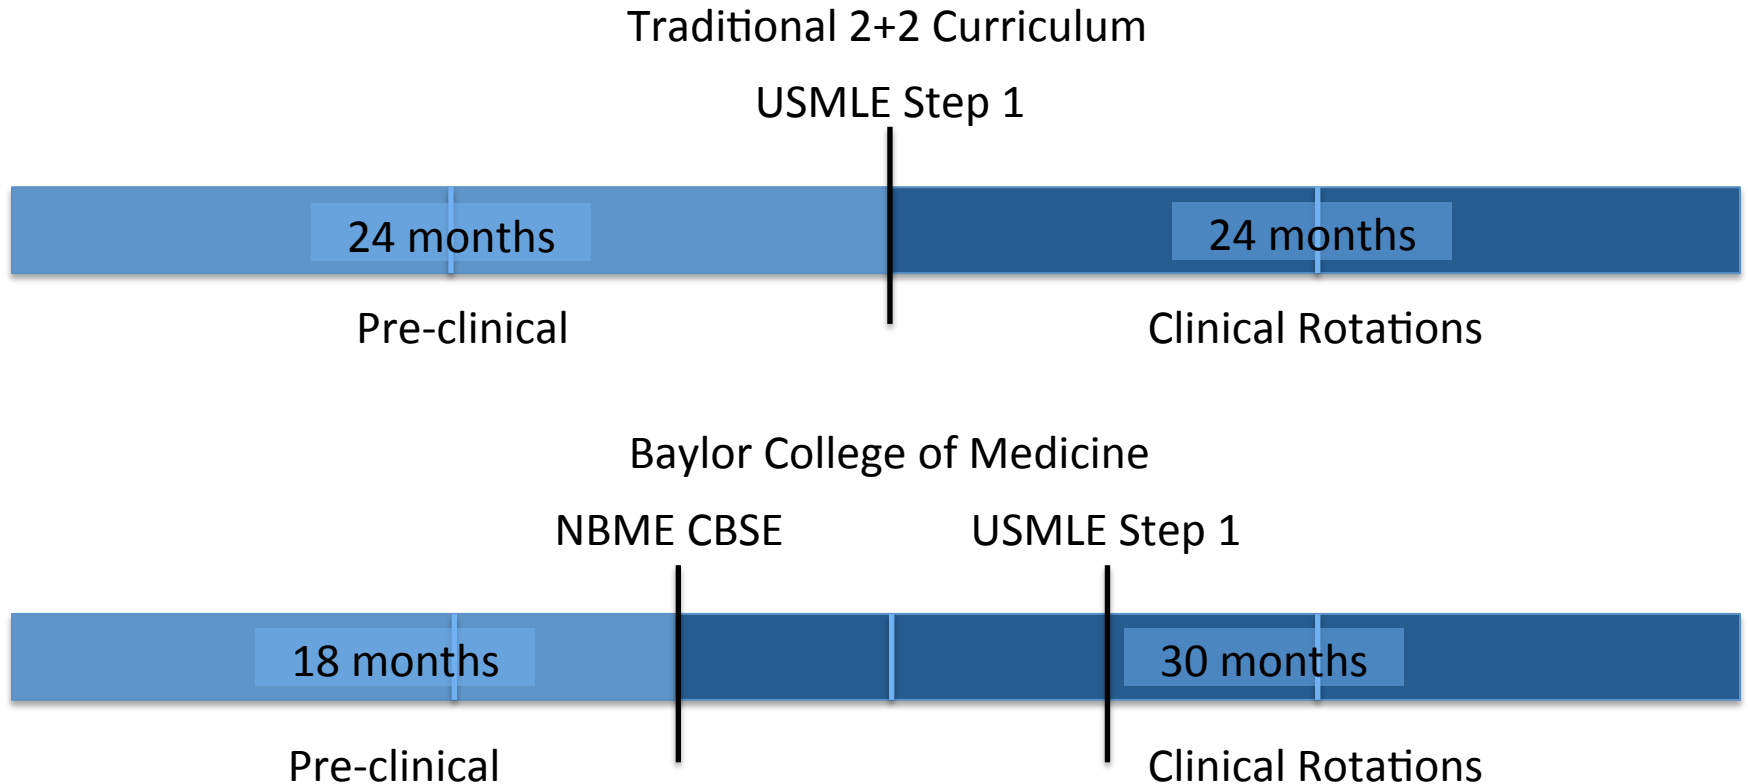 Traditional 2+2 Curriculum
USMLE Step 1
24 months
24 months
Pre-clinical
Clinical Rotations
Baylor College of Medicine
NBME CBSE
USMLE Step 1
18 months
30 months
Pre-clinical
Clinical Rotations